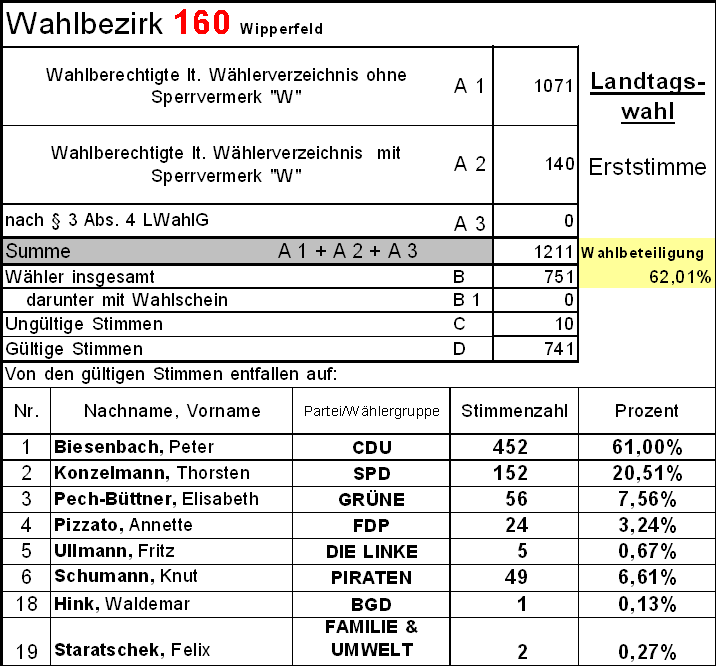 Wahlbezirk 160 Wipperfeld
Wahlberechtigte lt. Wählerverzeichnis ohne
Sperrvermerk "W" A 1 1071
Landtags-
wahl
Wahlberechtigte lt. Wählerverzeichnis mit
Sperrvermerk "W" A 2 140
Erststimme
nach § 3 Abs. 4 LWahlG A 3 0
Summe A 1 + A 2 + A 3 1211 Wahlbeteiligung
Wähler insgesamt B 751 62,01%
darunter mit Wahlschein B 1 0
Ungültige Stimmen C 10
Gültige Stimmen D 741
Von den gültigen Stimmen entfallen auf:
Nr. Nachname, Vorname Partei/Wählergruppe Stimmenzahl Prozent
1 Biesenbach, Peter CDU 452 61,00%
2 Konzelmann, Thorsten SPD 152 20,51%
3 Pech-Büttner, Elisabeth GRÜNE 56 7,56%
4 Pizzato, Annette FDP 24 3,24%
5 Ullmann, Fritz DIE LINKE 5 0,67%
6 Schumann, Knut PIRATEN 49 6,61%
18 Hink, Waldemar BGD 1 0,13%
FAMILIE &
19 Staratschek, Felix UMWELT 2 0,27%